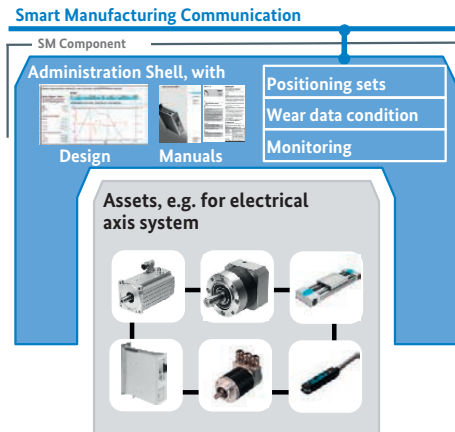 Smart Manufacturing Communication
SM Component
Administration Shell, with
Design
Manuals
Positioning sets
Wear data condition
Monitoring
Assets, e.g. for electrical
axis system